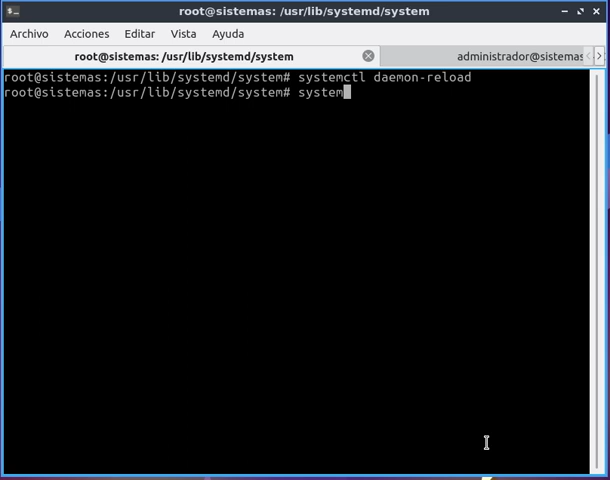 root@sistemas: /usr/lib/systemd/system
Archivo Acciones Editar Vista Ayuda
root@sistemas: /usr/lib/systemd/system administrador@sistemas
root@sistemas:/usr/lib/systemd/system# systemctl daemon-reload
root@sistemas:/usr/lib/systemd/system# system